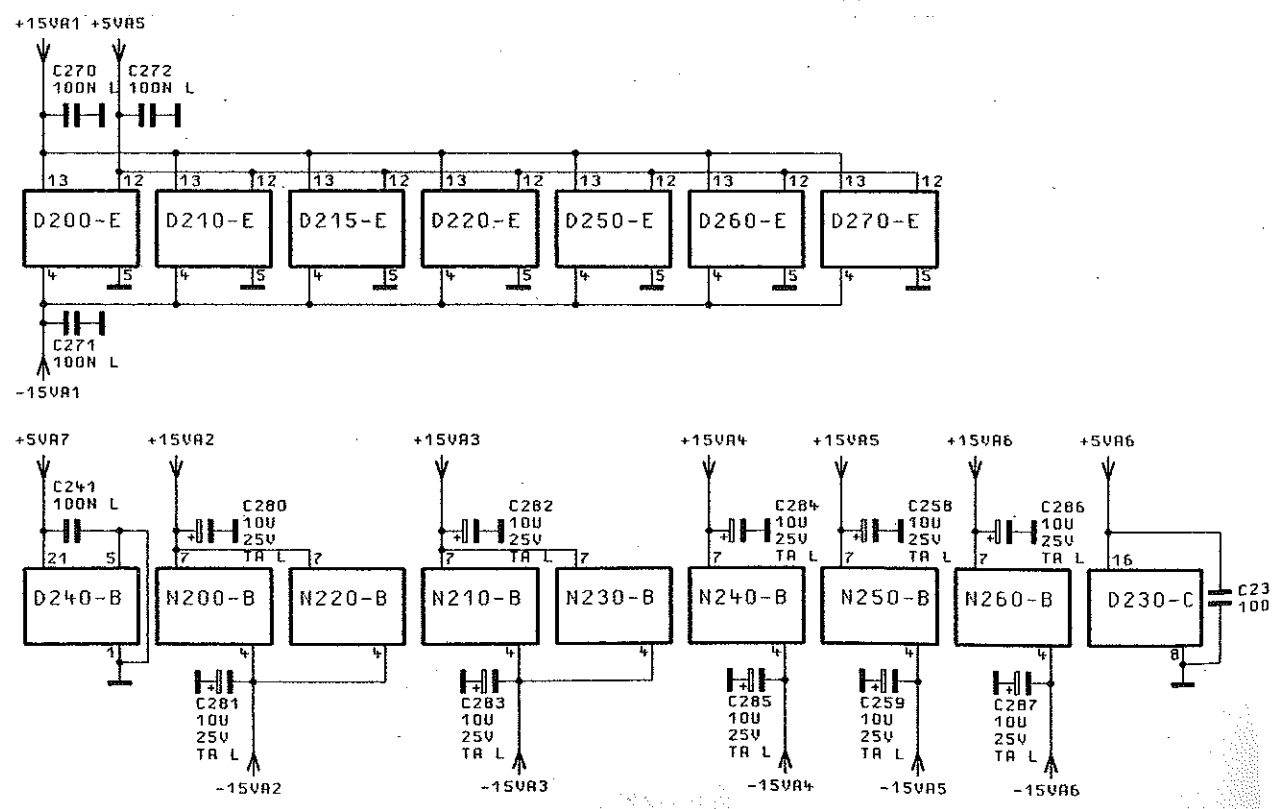 +15VA1 +5VA5
C270 C272
100N L 100N L
13 12 13 12 13 12 13 12 13 12 13 12 13 12
D200-E D210-E D215-E D220-E D250-E D260-E D270-E
4 5 4 5 4 5 4 5 4 5 4 5 4 5
C271
100N L
-15VA1
+5VA7 +15VA2 +15VA3 +15VA4 +15VA5 +15VA6 +5VA6
C241
100N L
C280
10U
25V
TA L
C282
10U
25V
TA L
C284
10U
25V
TA L
C258
10U
25V
TA L
C286
10U
25V
TA L
+ + + + +
21 5 7 7 7 7 7 7 7 16
D240-B N200-B N220-B N210-B N230-B N240-B N250-B N260-B D230-C
C23
100
1 4 4 4 4 4 4 4 8
+ + + + +
C281
10U
25V
TA L
C283
10U
25V
TA L
C285
10U
25V
TA L
C259
10U
25V
TA L
C287
10U
25V
TA L
-15VA2 -15VA3 -15VA4 -15VA5 -15VA6